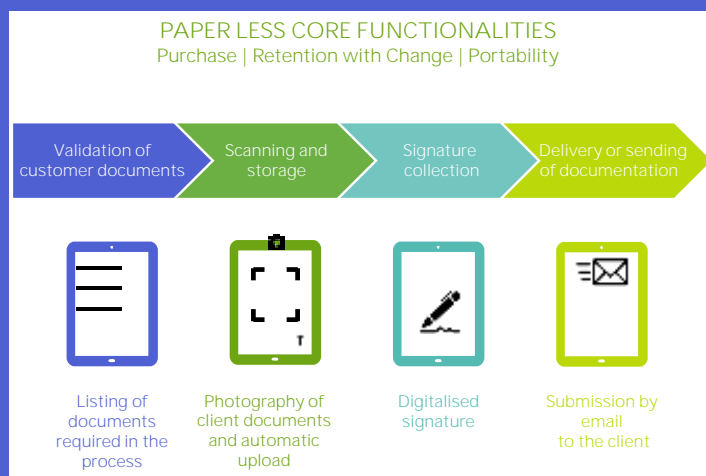 PAPER LESS CORE FUNCTIONALITIES
Purchase | Retention with Change | Portability
Validation of
customer documents
Scanning and
storage
Signature
collection
Delivery or sending
of documentation
T
Listing of
documents
required in the
process
Photography of
client documents
and automatic
upload
Digitalised
signature
Submission by
email
to the client